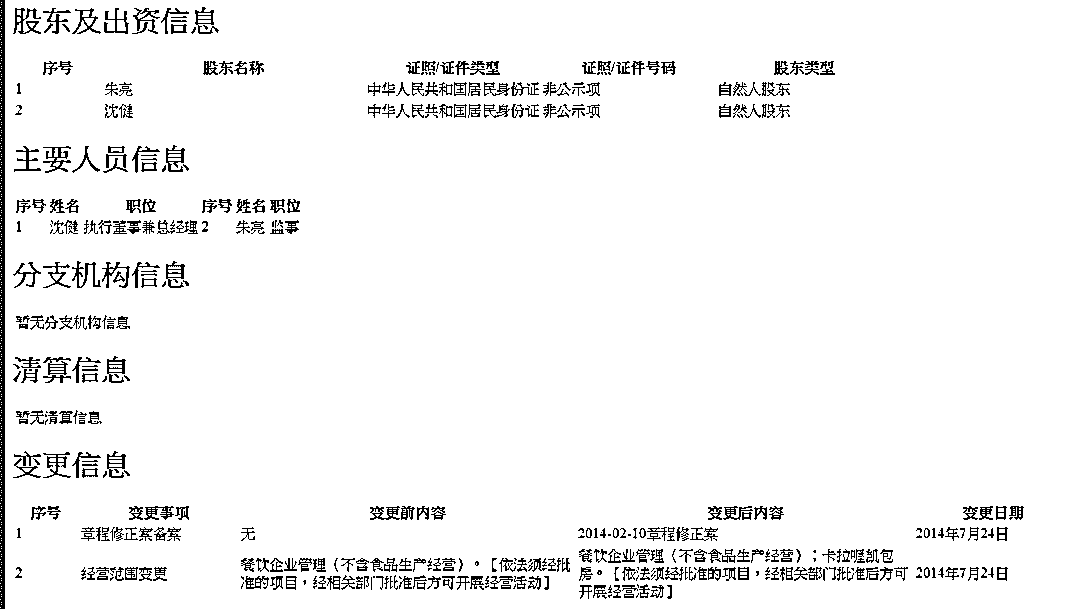 股东及出资信息
序号 股东名称 证照/证件类型 证照/证件号码 股东类型
1 朱亮 中华人民共和国居民身份证 非公示项 自然人股东
2 沈健 中华人民共和国居民身份证 非公示项 自然人股东
主要人员信息
序号 姓名 职位 序号 姓名 职位
1 沈健 执行董事兼总经理 2 朱亮 监事
分支机构信息
暂无分支机构信息
清算信息
暂无清算信息
变更信息
序号 变更事项 变更前内容 变更后内容 变更日期
1 章程修正案备案 无 2014-02-10章程修正案 2014年7月24日
2 经营范围变更 餐饮企业管理（不含食品生产经营）。[依法须经批
准的项目，经相关部门批准后方可开展经营活动] 餐饮企业管理（不含食品生产经营）；卡拉喔凯包
房。[依法须经批准的项目，经相关部门批准后方可
开展经营活动] 2014年7月24日